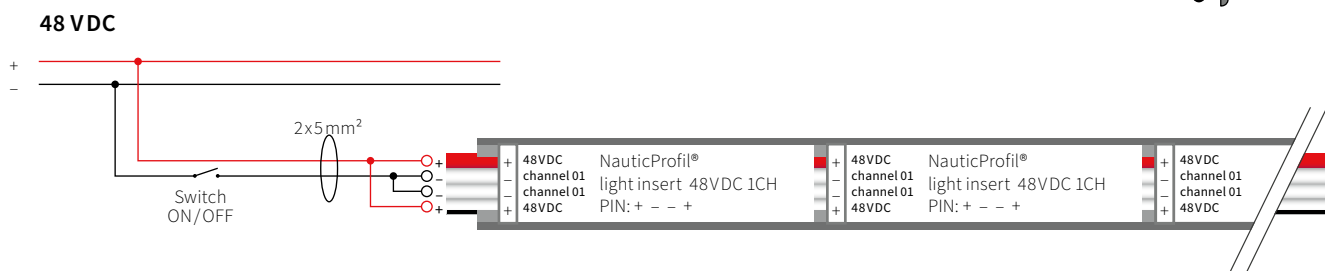 48 VDC
+
–
2x5mm²
Switch
ON/OFF
+
–
–
+
+
–
–
+
48VDC
channel 01
channel 01
48VDC
NauticProfil®
light insert 48VDC 1CH
PIN: + – – +
+
–
–
+
48VDC
channel 01
channel 01
48VDC
NauticProfil®
light insert 48VDC 1CH
PIN: + – – +
+
–
–
+
48VDC
channel 01
channel 01
48VDC